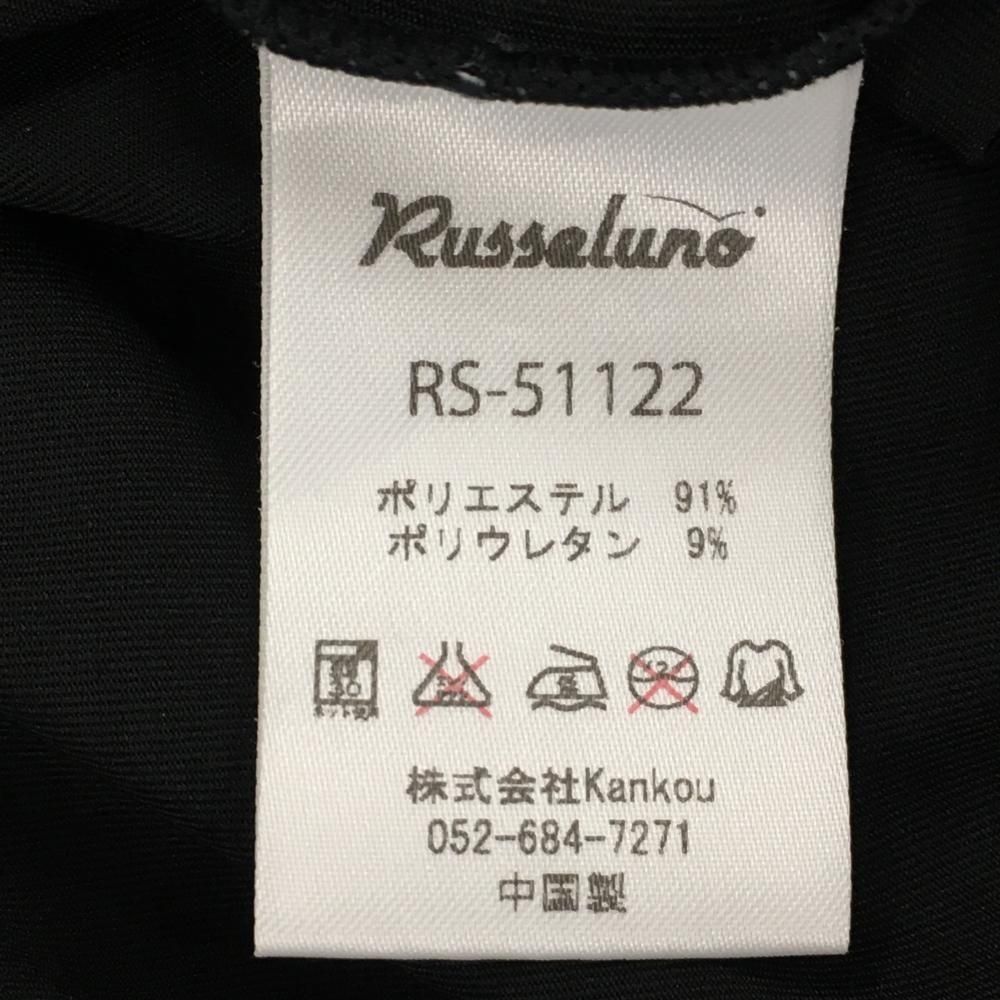 Russeluno
RS-51122
ポリエステル 91%
ポリウレタン 9%
30
株式会社Kankou
052-684-7271
中国製